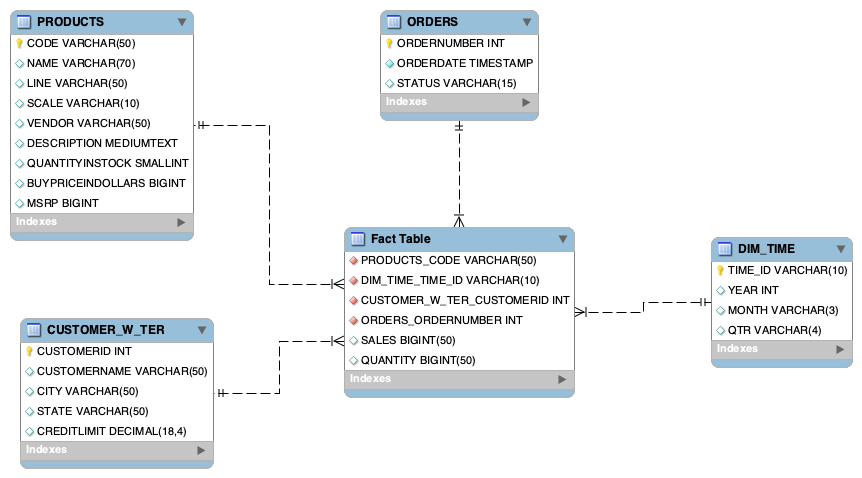 PRODUCTS
CODE VARCHAR(50)
NAME VARCHAR(70)
LINE VARCHAR(50)
SCALE VARCHAR(10)
VENDOR VARCHAR(50)
DESCRIPTION MEDIUMTEXT
QUANTITYINSTOCK SMALLINT
BUYPRICEINDOLLARS BIGINT
MSRP BIGINT
Indexes
ORDERS
ORDERNUMBER INT
ORDERDATE TIMESTAMP
STATUS VARCHAR(15)
Indexes
Fact Table
PRODUCTS_CODE VARCHAR(50)
DIM_TIME_TIME_ID VARCHAR(10)
CUSTOMER_W_TER_CUSTOMERID INT
ORDERS_ORDERNUMBER INT
SALES BIGINT(50)
QUANTITY BIGINT(50)
Indexes
DIM_TIME
TIME_ID VARCHAR(10)
YEAR INT
MONTH VARCHAR(3)
QTR VARCHAR(4)
Indexes
CUSTOMER_W_TER
CUSTOMERID INT
CUSTOMERNAME VARCHAR(50)
CITY VARCHAR(50)
STATE VARCHAR(50)
CREDITLIMIT DECIMAL(18,4)
Indexes